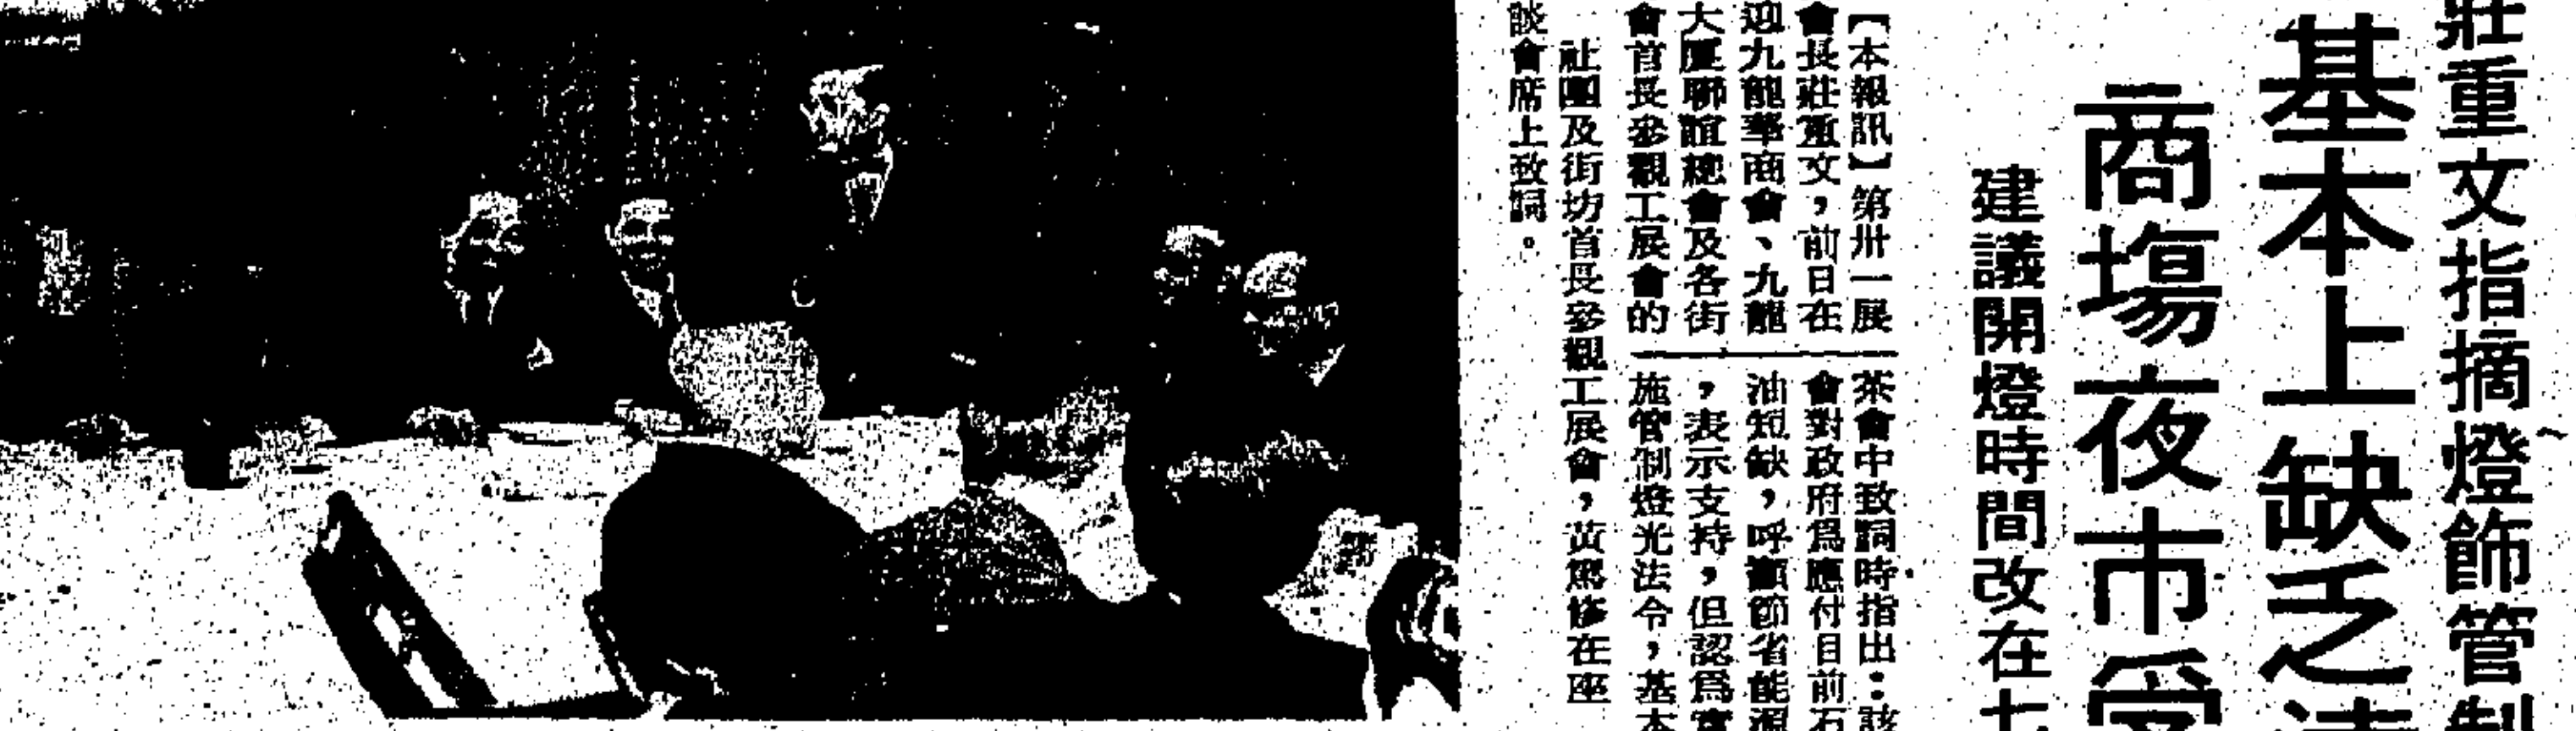 莊重文指摘燈飾管制
基本上缺乏
商塲夜市受
建議開燈時間改在七
【本報訊】第卅一展
會長莊重文，前日在
迎九龍華商會、九龍
大廈聯誼總會及各街
會首長參觀工展會的
茶會中致詞時指出：該
會對政府爲應付目前石
油短缺，呼籲節省能源
，表示支持，但認爲實
施管制燈光法令，基本
社團及街坊首長參觀工展會，黃篤修在座
談會席上致詞。